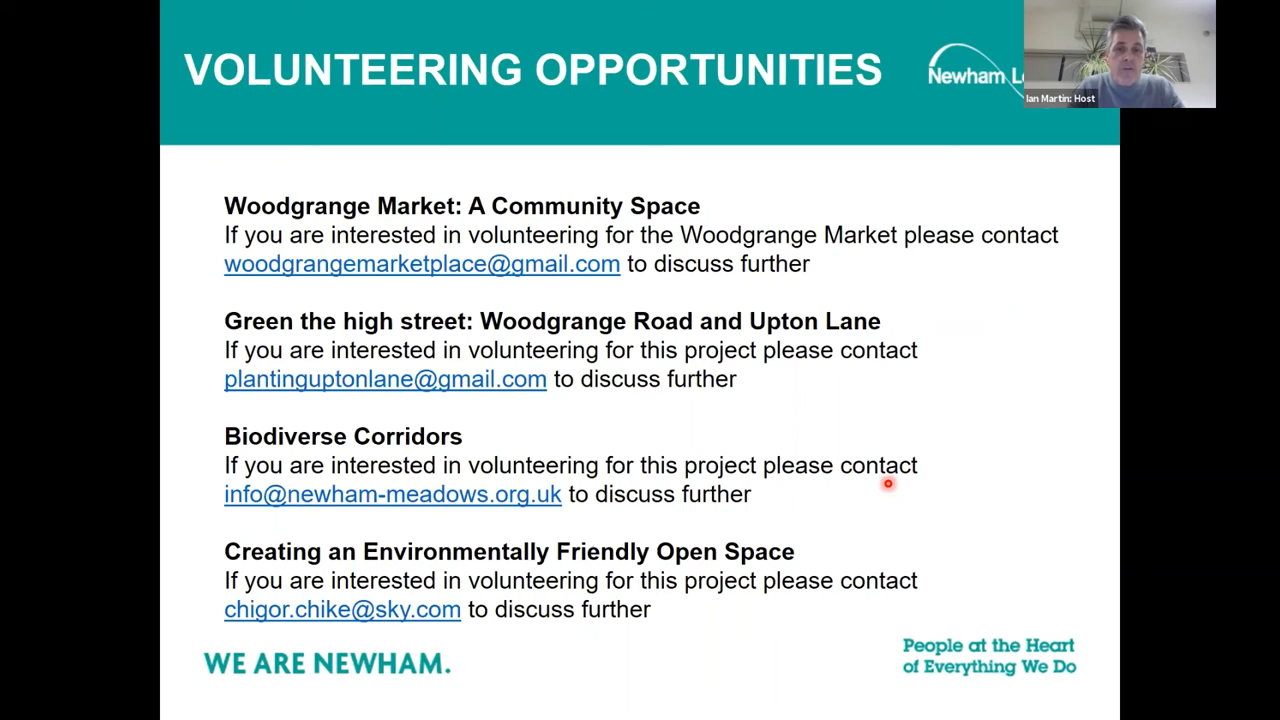 VOLUNTEERING OPPORTUNITIES
Newham
Ian Martin: Host
Woodgrange Market: A Community Space
If you are interested in volunteering for the Woodgrange Market please contact
woodgrangemarketplace@gmail.com to discuss further
Green the high street: Woodgrange Road and Upton Lane
If you are interested in volunteering for this project please contact
plantinguptonlane@gmail.com to discuss further
Biodiverse Corridors
If you are interested in volunteering for this project please contact
info@newham-meadows.org.uk to discuss further
Creating an Environmentally Friendly Open Space
If you are interested in volunteering for this project please contact
chigor.chike@sky.com to discuss further
WE ARE NEWHAM.
People at the Heart
of Everything We Do